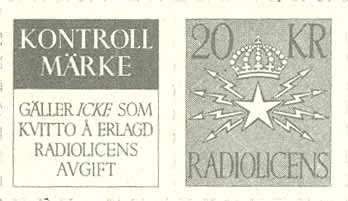 KONTROLL
MÄRKE
GÄLLER ICKE SOM
KVITTO Å ERLAGD
RADIOLICENS
AVGIFT
20 KR
RADIOLICENS